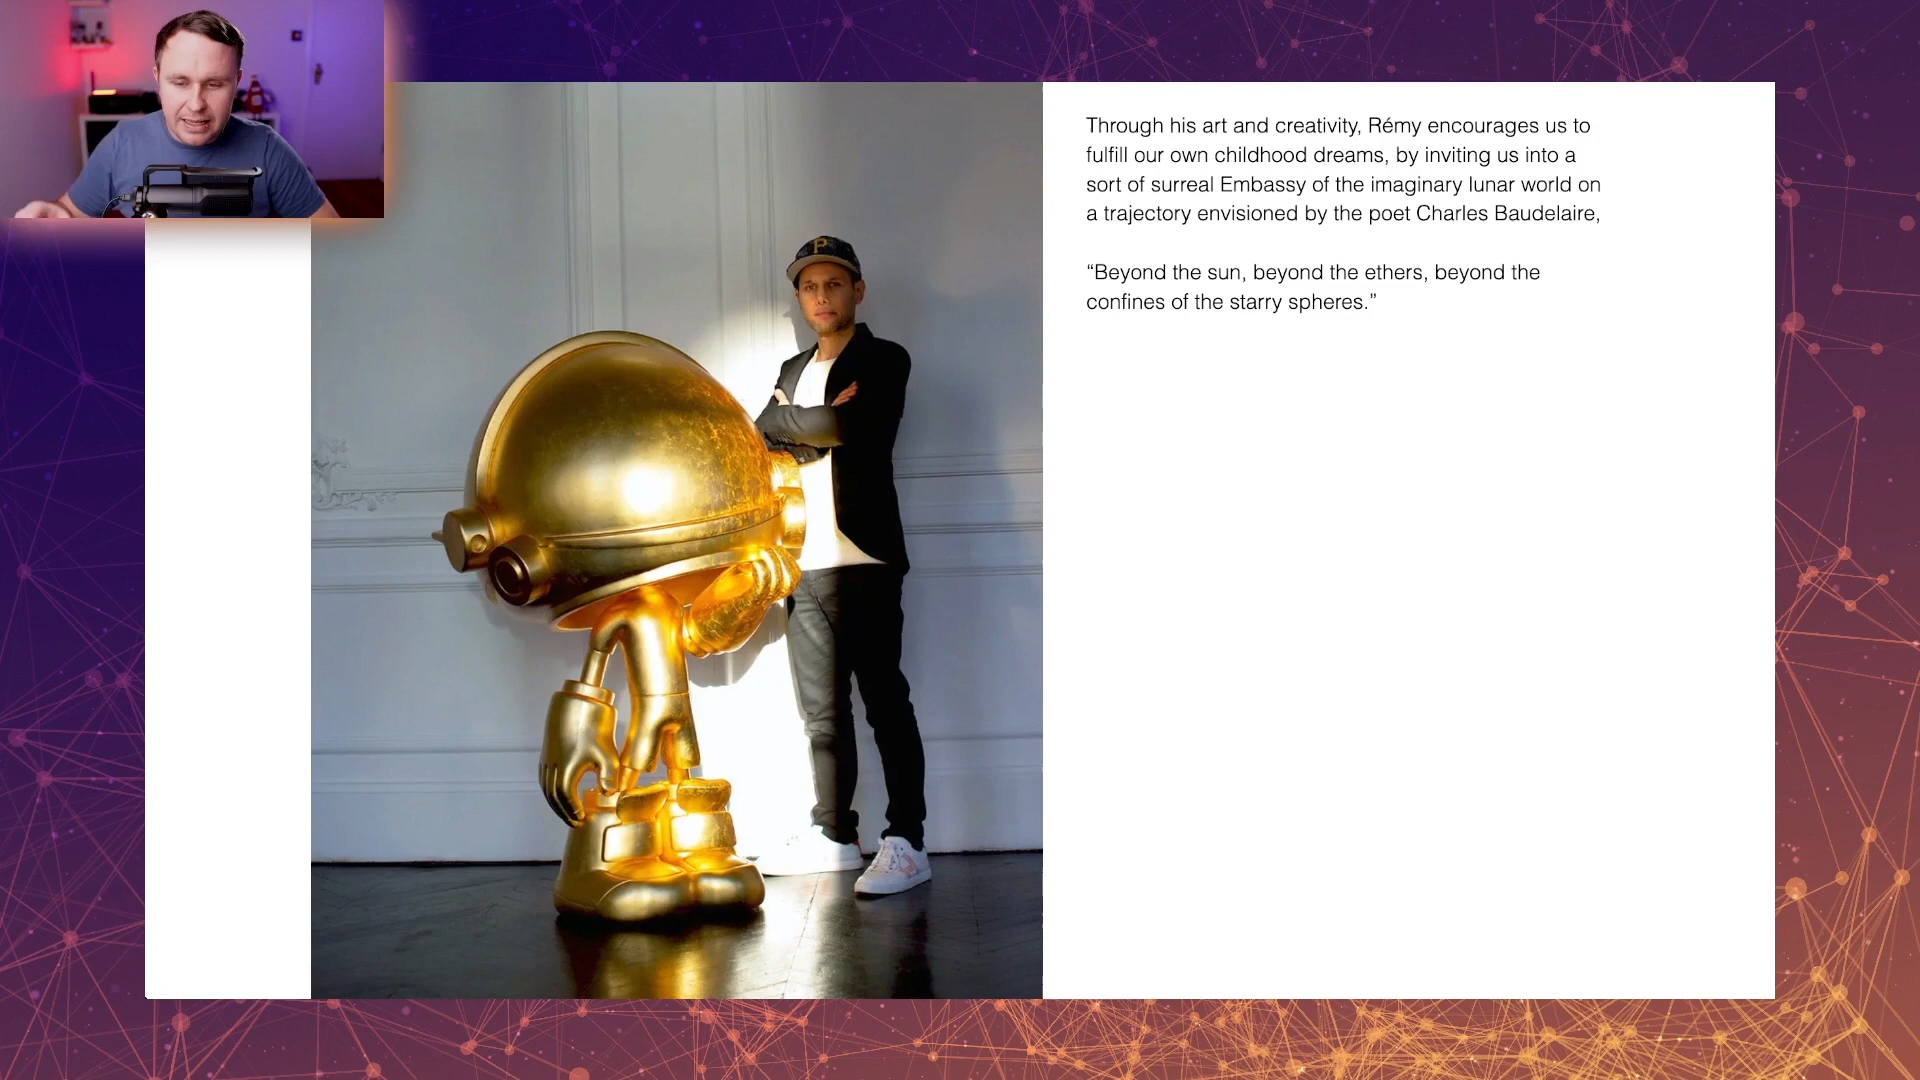 Through his art and creativity, Rémy encourages us to
fulfill our own childhood dreams, by inviting us into a
sort of surreal Embassy of the imaginary lunar world on
a trajectory envisioned by the poet Charles Baudelaire,
“Beyond the sun, beyond the ethers, beyond the
confines of the starry spheres.”
P